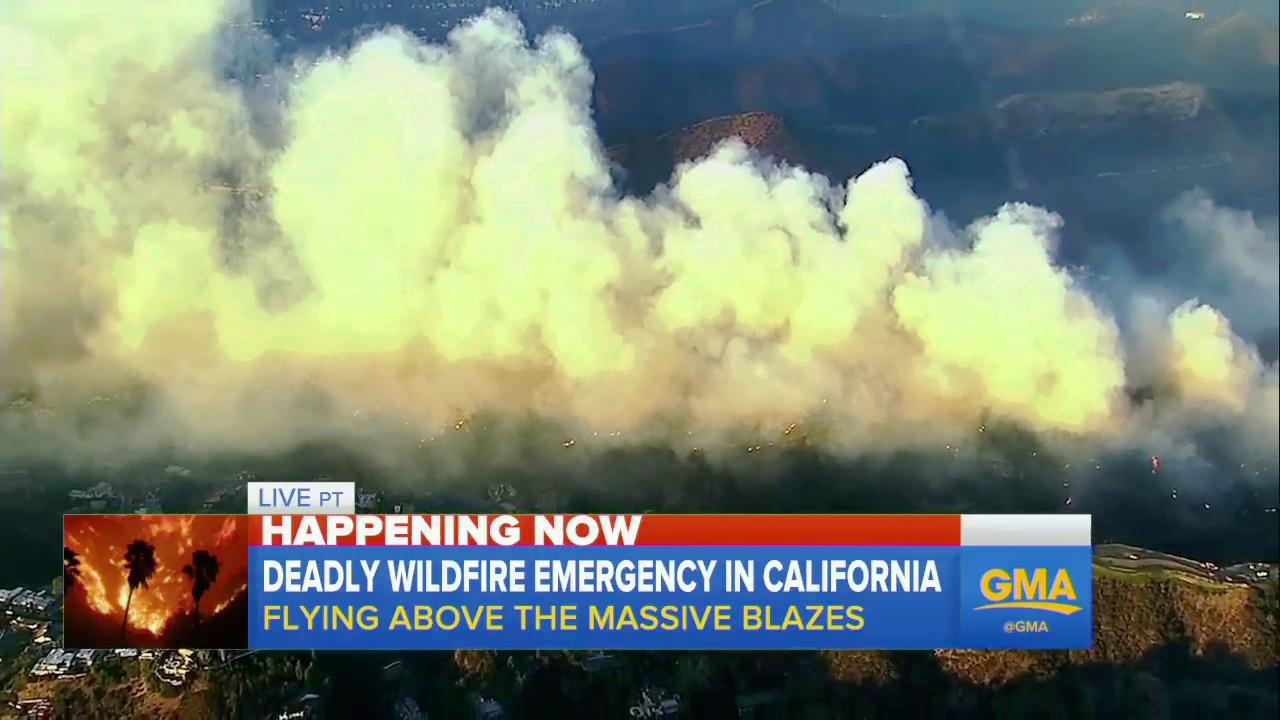 LIVE PT
HAPPENING NOW
DEADLY WILDFIRE EMERGENCY IN CALIFORNIA
FLYING ABOVE THE MASSIVE BLAZES
GMA
@GMA